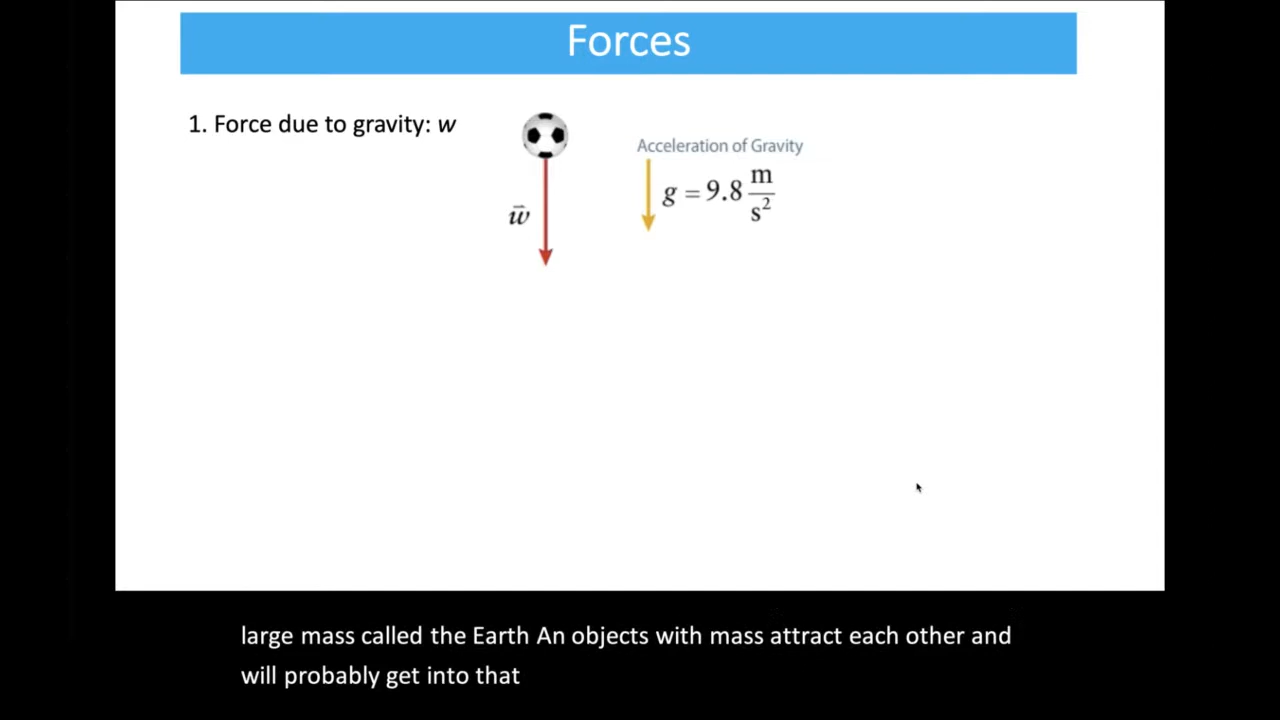 Forces
1. Force due to gravity: w
Acceleration of Gravity
w⃗
g = 9.8 m/s²
large mass called the Earth An objects with mass attract each other and
will probably get into that